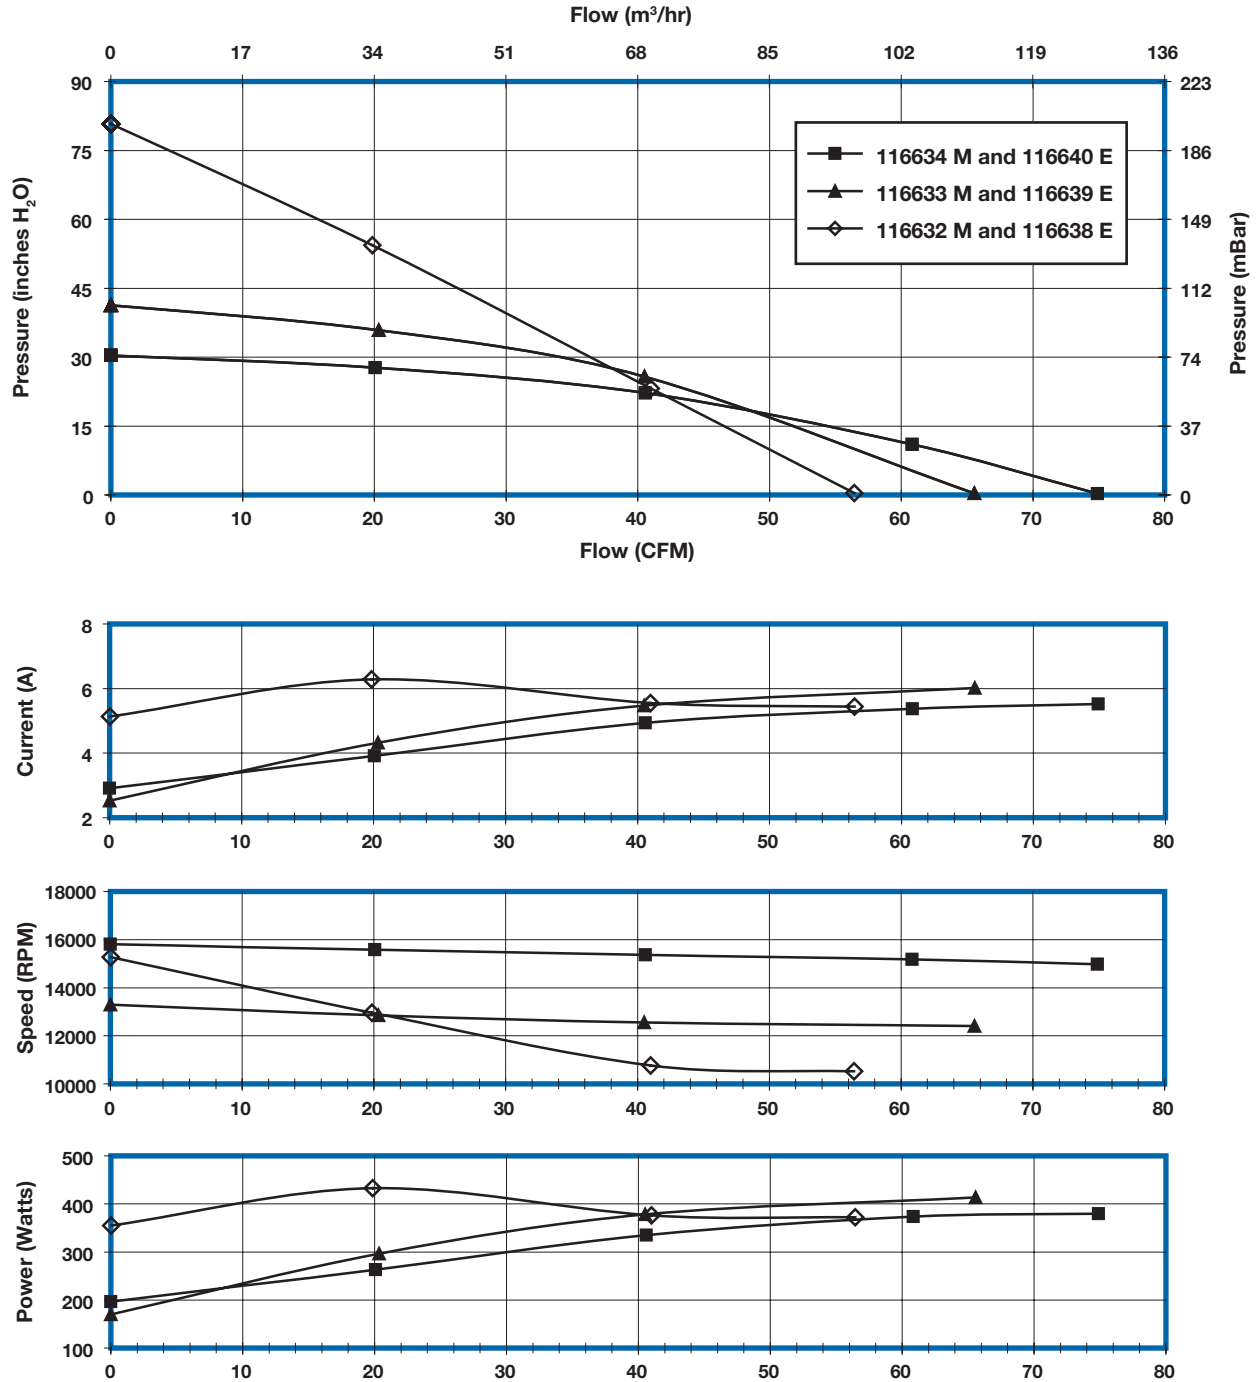 Flow (m³/hr)
0 17 34 51 68 85 102 119 136
90 223
75 186
60 149
45 112
30 74
15 37
0 0
Pressure (inches H₂O)
Pressure (mBar)
116634 M and 116640 E
116633 M and 116639 E
116632 M and 116638 E
0 10 20 30 40 50 60 70 80
Flow (CFM)
Current (A)
8
6
4
2
0 10 20 30 40 50 60 70 80
Speed (RPM)
18000
16000
14000
12000
10000
0 10 20 30 40 50 60 70 80
Power (Watts)
500
400
300
200
100
0 10 20 30 40 50 60 70 80